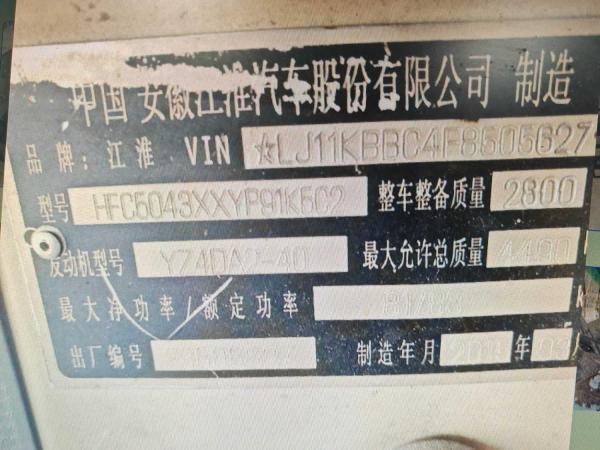 中国 安徽江淮汽车股份有限公司 制造
品牌：江淮 VIN ☆LJ11KBBC4F8505627
型号 HFC5043XXYP91K5C2 整车整备质量 2800
发动机型号 YZ4DA2-40 最大允许总质量 4490
最大净功率/额定功率
出厂编号 制造年月 年